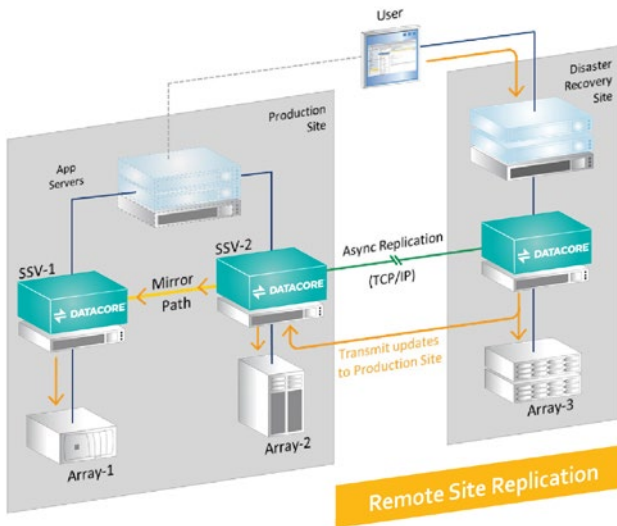 User
Disaster
Recovery
Site
Production
Site
App
Servers
SSV-1
SSV-2
DATACORE
Mirror
Path
DATACORE
Async Replication
(TCP/IP)
DATACORE
Transmit updates
to Production Site
Array-1
Array-2
Array-3
Remote Site Replication